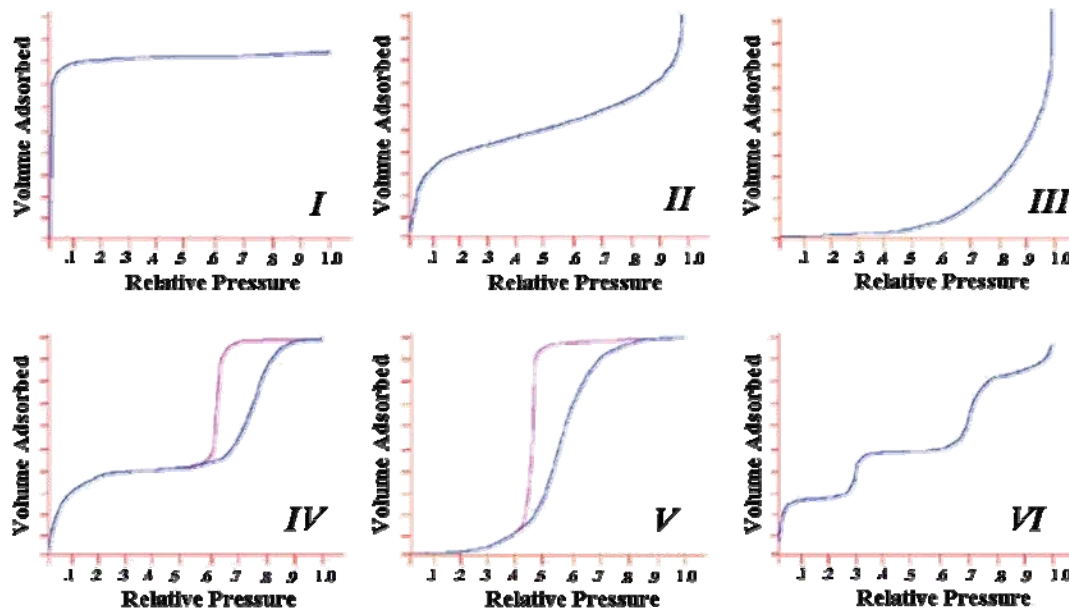 Volume Adsorbed
I
.1 .2 .3 .4 .5 .6 .7 .8 .9 1.0
Relative Pressure
Volume Adsorbed
II
.1 .2 .3 .4 .5 .6 .7 .8 .9 1.0
Relative Pressure
Volume Adsorbed
III
.1 .2 .3 .4 .5 .6 .7 .8 .9 1.0
Relative Pressure
Volume Adsorbed
IV
.1 .2 .3 .4 .5 .6 .7 .8 .9 1.0
Relative Pressure
Volume Adsorbed
V
.1 .2 .3 .4 .5 .6 .7 .8 .9 1.0
Relative Pressure
Volume Adsorbed
VI
.1 .2 .3 .4 .5 .6 .7 .8 .9 1.0
Relative Pressure